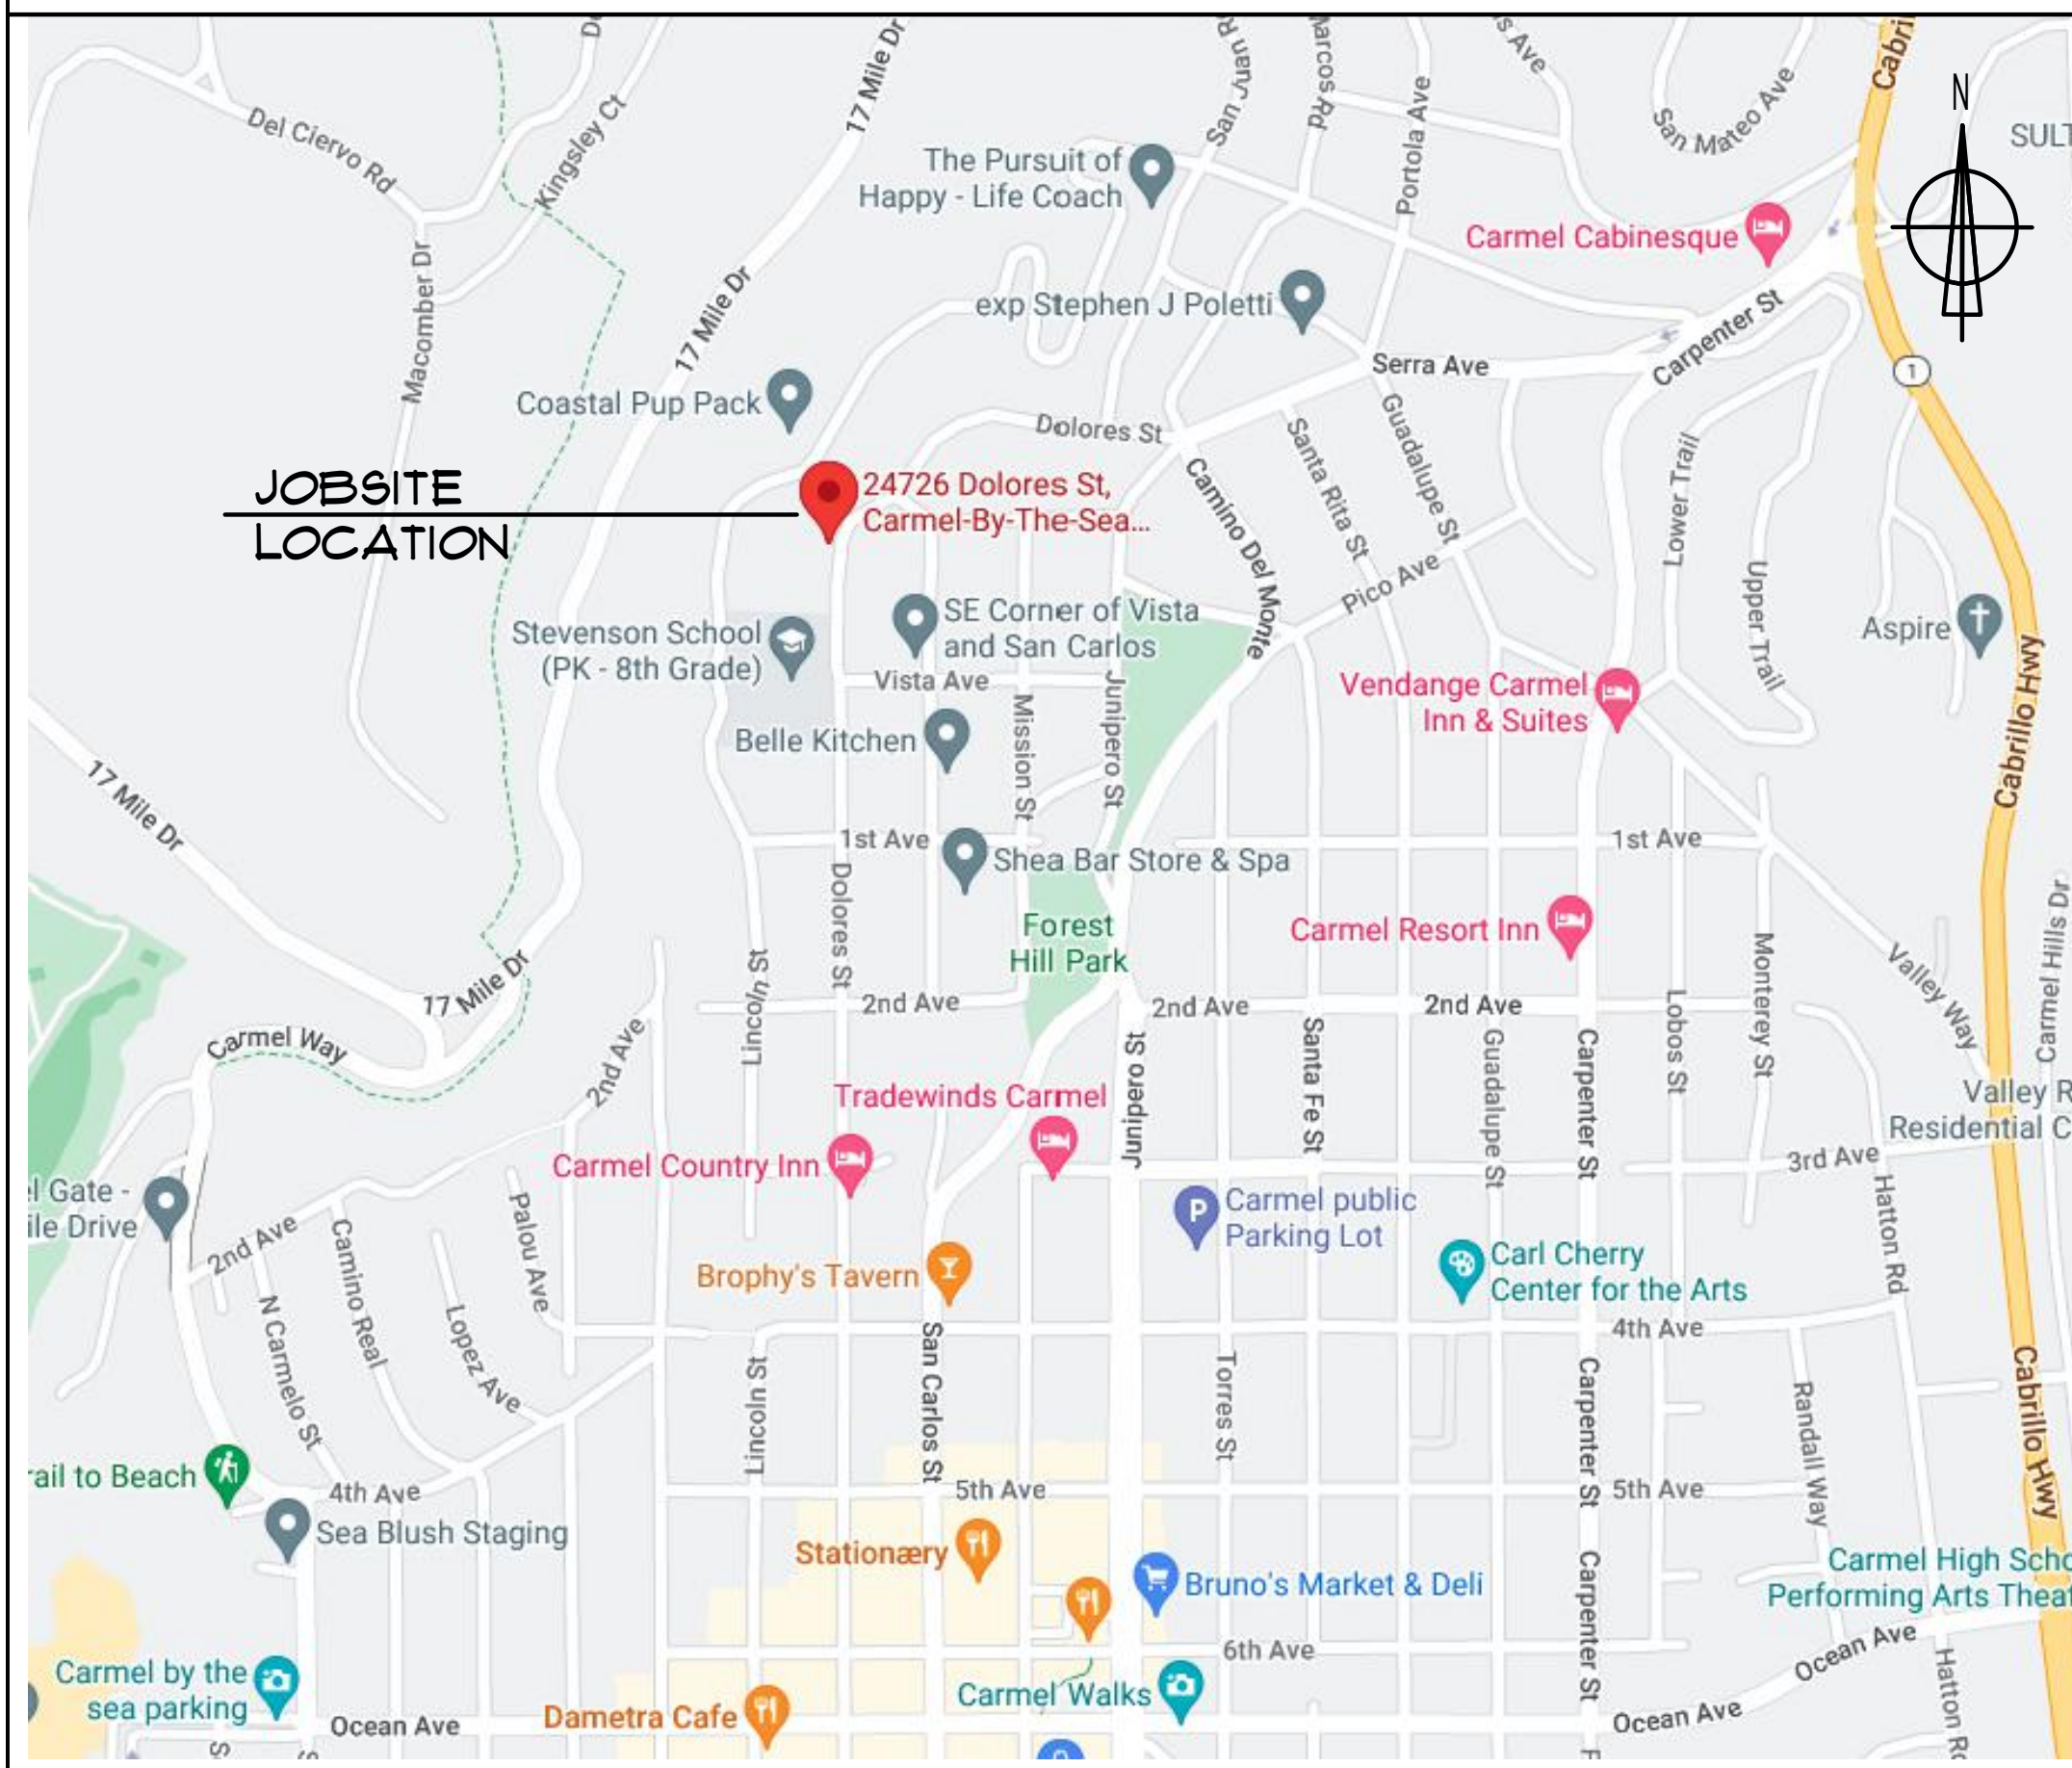 Cabri
17 Mile Dr
San Juan Rd
Marcos Rd
s Ave
San Mateo Ave
N
SULT
Del Ciervo Rd
Kingsley Ct
Portola Ave
The Pursuit of
Happy - Life Coach
Carmel Cabinesque
Macomber Dr
17 Mile Dr
exp Stephen J Poletti
Serra Ave
Carpenter St
1
Coastal Pup Pack
Dolores St
Guadalupe St
Santa Rita St
Camino Del Monte
Lower Trail
JOBSITE
LOCATION
24726 Dolores St,
Carmel-By-The-Sea...
Pico Ave
Upper Trail
SE Corner of Vista
and San Carlos
Stevenson School
(PK - 8th Grade)
Aspire
Vista Ave
Mission St
Junipero St
Vendange Carmel
Inn & Suites
Cabrillo Hwy
Belle Kitchen
17 Mile Dr
1st Ave
1st Ave
Shea Bar Store & Spa
Dolores St
Forest
Hill Park
Carmel Resort Inn
Lincoln St
Monterey St
Valley Way
Carmel Hills Dr
17 Mile Dr
2nd Ave
2nd Ave
2nd Ave
Carmel Way
2nd Ave
Junipero St
Santa Fe St
Guadalupe St
Carpenter St
Lobos St
Tradewinds Carmel
Valley R
Residential C
Carmel Country Inn
3rd Ave
el Gate -
ile Drive
Palou Ave
Carmel public
Parking Lot
Hatton Rd
2nd Ave
Camino Real
Brophy's Tavern
Carl Cherry
Center for the Arts
N Carmelo St
Lopez Ave
4th Ave
San Carlos St
Lincoln St
Torres St
Carpenter St
Randall Way
Cabrillo Hwy
rail to Beach
4th Ave
5th Ave
5th Ave
Sea Blush Staging
Stationæry
Bruno's Market & Deli
Carpenter St
Carmel High Scho
Performing Arts Theat
6th Ave
Ocean Ave
Carmel by the
sea parking
Carmel Walks
Hatton Rd
Ocean Ave
Dametra Cafe
Ocean Ave